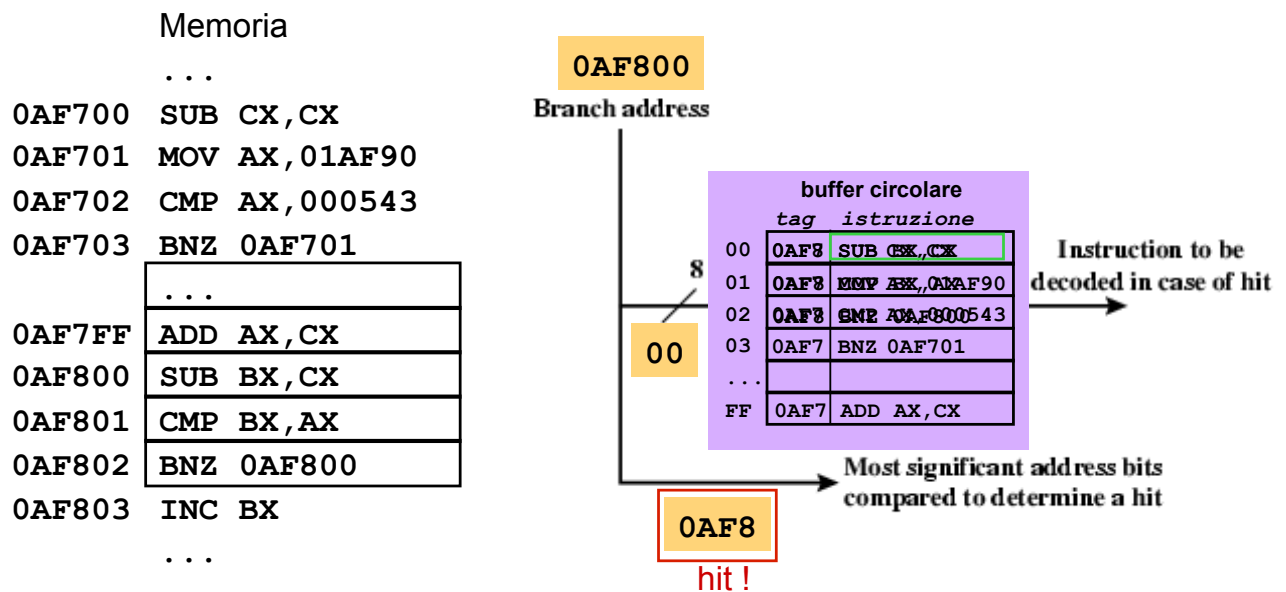 Memoria
...
0AF700 SUB CX,CX
0AF701 MOV AX,01AF90
0AF702 CMP AX,000543
0AF703 BNZ 0AF701
...
0AF7FF ADD AX,CX
0AF800 SUB BX,CX
0AF801 CMP BX,AX
0AF802 BNZ 0AF800
0AF803 INC BX
...
0AF800
Branch address
8
00
buffer circolare
tag istruzione
00 SUB
01
02
03 0AF7 BNZ 0AF701
...
FF 0AF7 ADD AX,CX
Instruction to be
decoded in case of hit
Most significant address bits
compared to determine a hit
0AF8
hit !